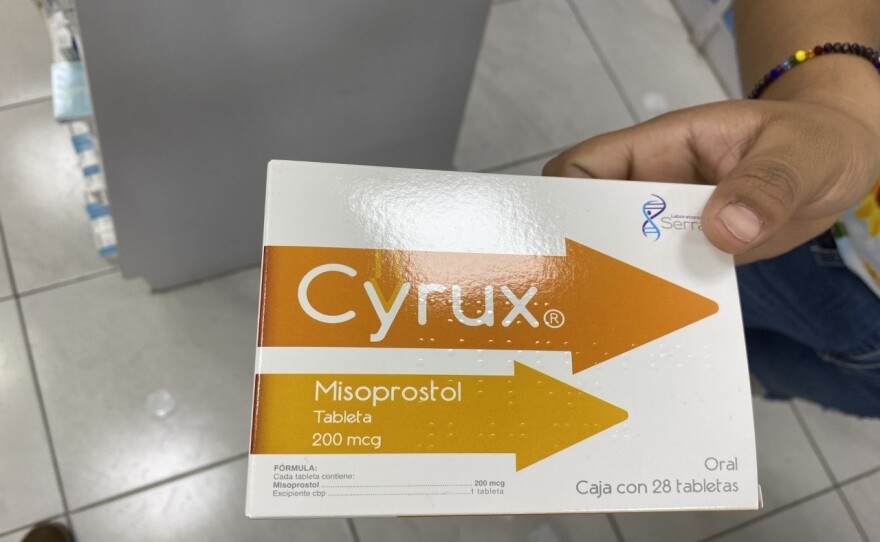 Laboratorios
Cyrux®
Misoprostol
Tableta
200 mcg
FÓRMULA:
Cada tableta contiene:
Misoprostol 200 mcg
Excipiente cbp 1 tableta
Oral
Caja con 28 tabletas